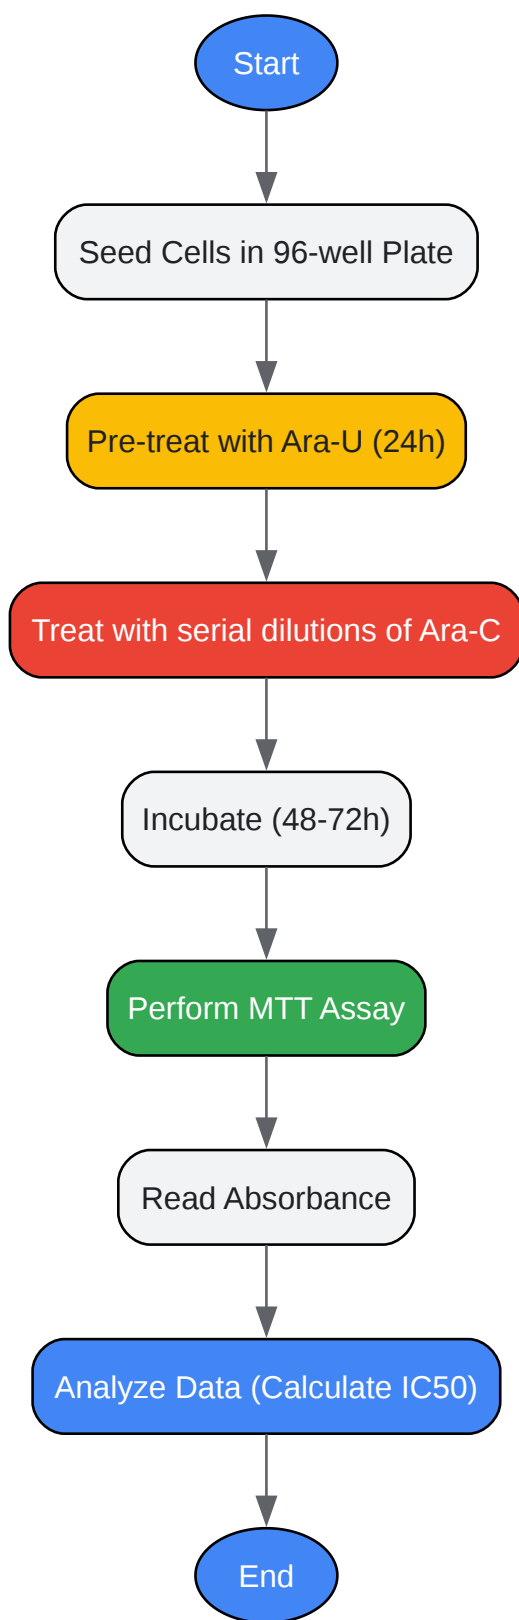 Start
Seed Cells in 96-well Plate
Pre-treat with Ara-U (24h)
Treat with serial dilutions of Ara-C
Incubate (48-72h)
Perform MTT Assay
Read Absorbance
Analyze Data (Calculate IC50)
End